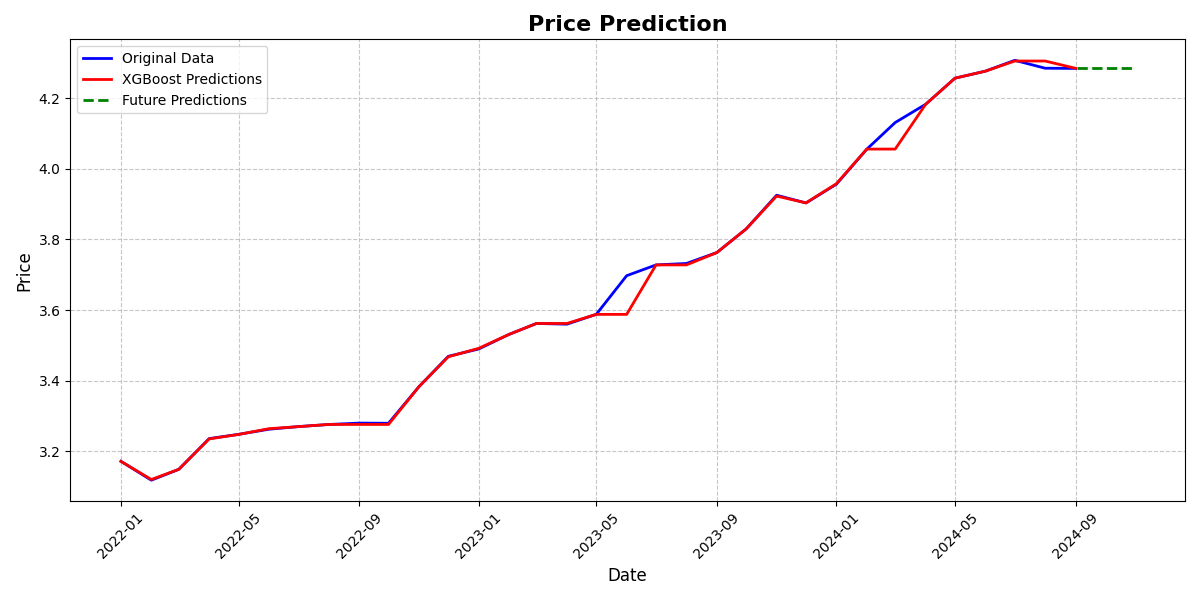 Price Prediction
Original Data
XGBoost Predictions
Future Predictions
Price
4.2
4.0
3.8
3.6
3.4
3.2
2022-01
2022-05
2022-09
2023-01
2023-05
2023-09
2024-01
2024-05
2024-09
Date